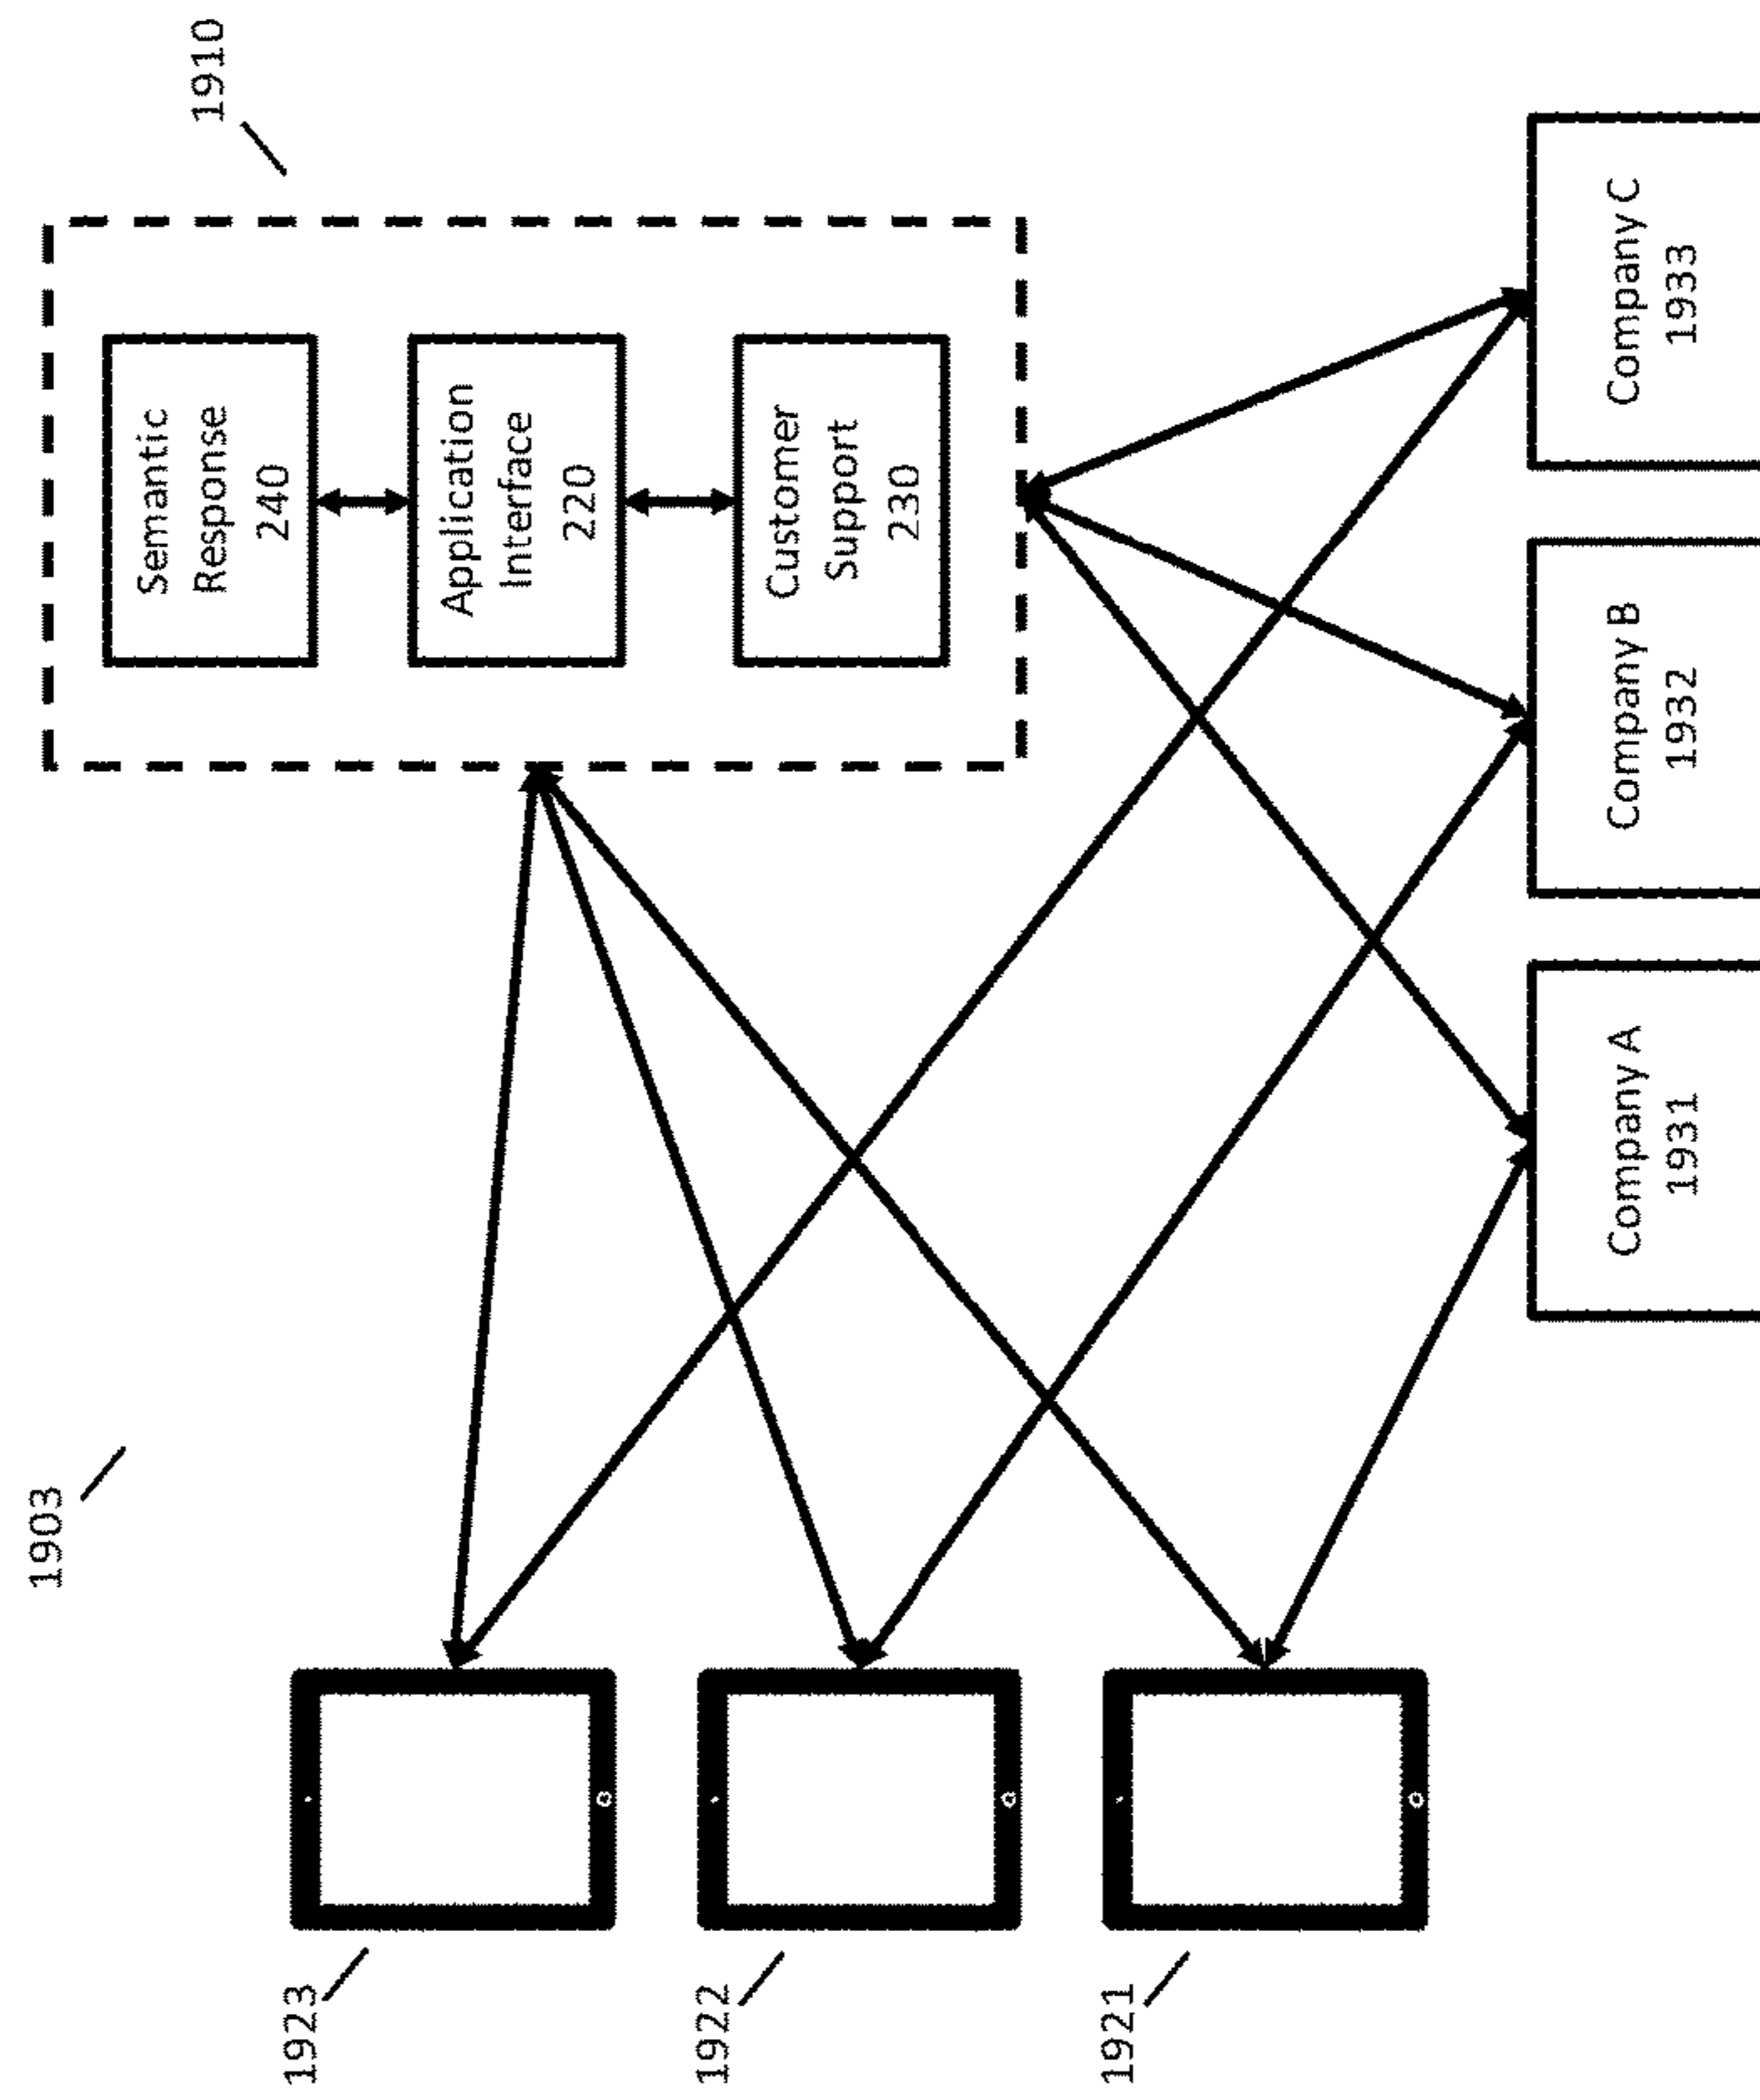 1903
1910
Semantic
Response
240
Application
Interface
220
Customer
Support
230
1923
1922
1921
Company A
1931
Company B
1932
Company C
1933